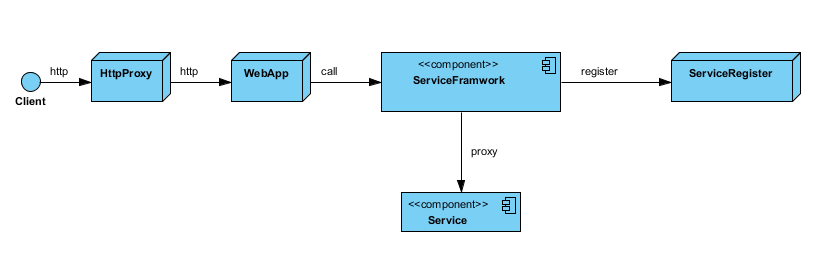 http
HttpProxy
http
WebApp
call
<<component>>
ServiceFramwork
register
ServiceRegister
Client
proxy
<<component>>
Service